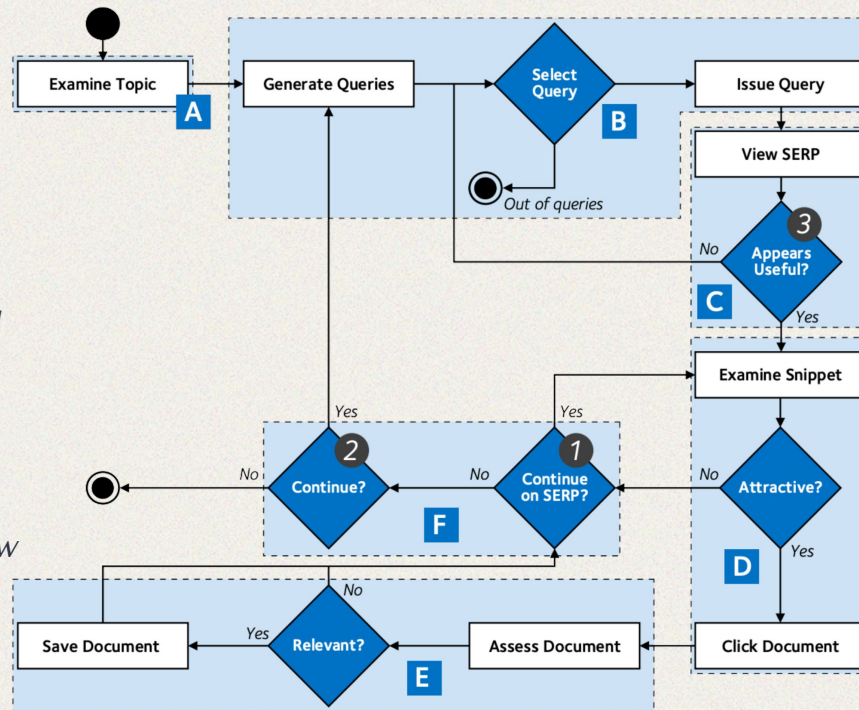 Examine Topic
A
Generate Queries
Select
Query
B
Issue Query
Out of queries
View SERP
3
Appears
Useful?
No
C
Yes
Examine Snippet
Attractive?
No
D
Yes
Click Document
Yes
1
Continue
on SERP?
No
F
Yes
2
Continue?
No
Assess Document
E
Relevant?
No
Yes
Save Document
w